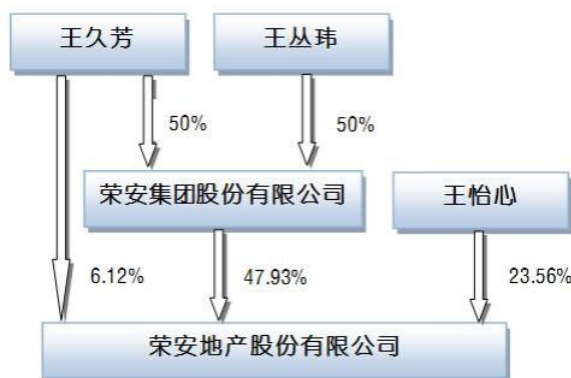 王久芳
王丛玮
50%
50%
荣安集团股份有限公司
王怡心
6.12%
47.93%
23.56%
荣安地产股份有限公司